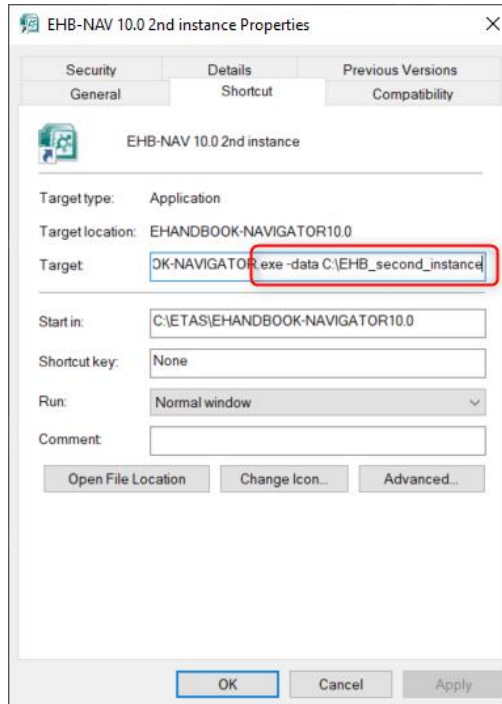 EHB-NAV 10.0 2nd instance Properties
Security Details Previous Versions
General Shortcut Compatibility
EHB-NAV 10.0 2nd instance
Target type: Application
Target location: EHANDBOOK-NAVIGATOR10.0
Target: OK-NAVIGATOR.exe -data C:\EHB_second_instance
Start in: C:\ETAS\EHANDBOOK-NAVIGATOR10.0
Shortcut key: None
Run: Normal window
Comment:
Open File Location Change Icon... Advanced...
OK Cancel Apply